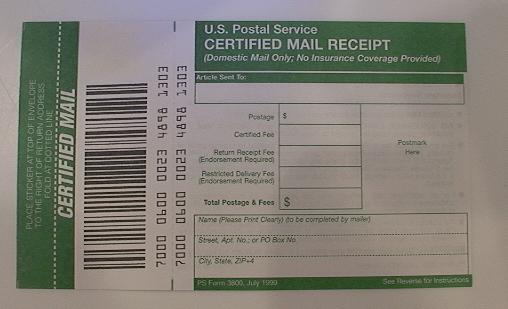 PLACE STICKER AT TOP OF ENVELOPE
TO THE RIGHT OF RETURN ADDRESS.
FOLD AT DOTTED LINE
CERTIFIED MAIL
7000 0600 0023
7000 0600 0023
U.S. Postal Service
CERTIFIED MAIL RECEIPT
(Domestic Mail Only; No Insurance Coverage Provided)
Article Sent To:
Postage $
Certified Fee
Return Receipt Fee
(Endorsement Required)
Restricted Delivery Fee
(Endorsement Required)
Total Postage & Fees $
Postmark
Here
Name (Please Print Clearly) (to be completed by mailer)
Street, Apt. No.; or PO Box No.
City, State, ZIP+4
PS Form 3800, July 1999 See Reverse for Instructions